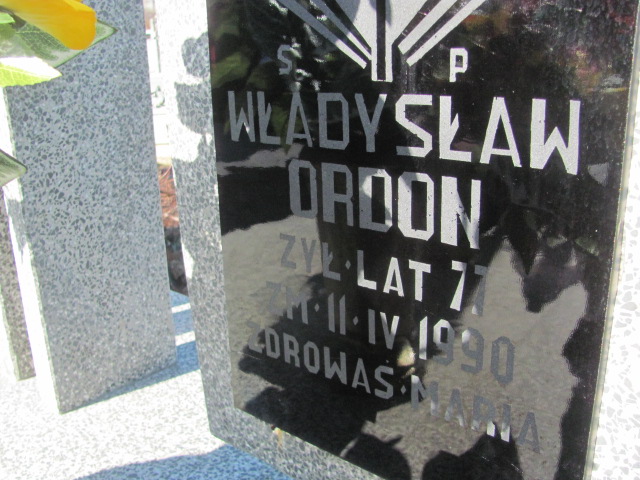 Ś P
WŁADYSŁAW
ORDON
ŻYŁ·LAT 77
ZM·11·IV·1990
ZDROWAŚ·MARIA